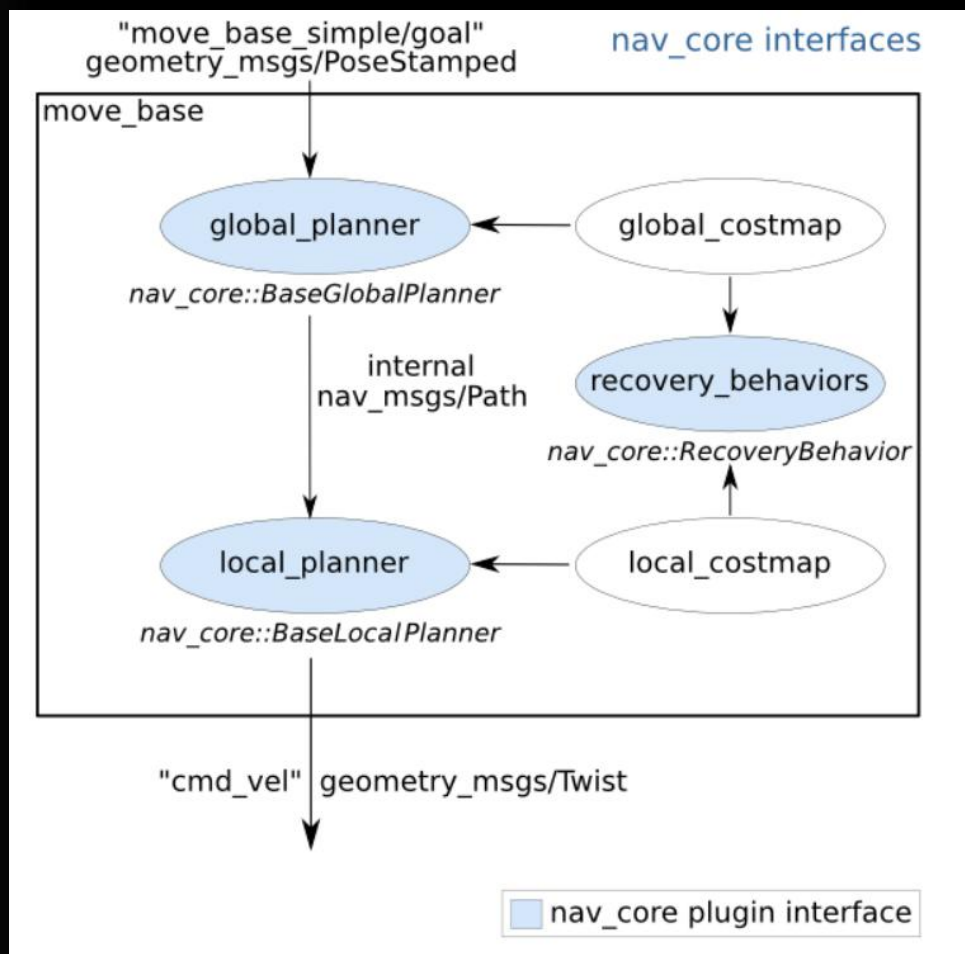 "move_base_simple/goal"
geometry_msgs/PoseStamped
nav_core interfaces
move_base
global_planner
global_costmap
nav_core::BaseGlobalPlanner
internal
nav_msgs/Path
recovery_behaviors
nav_core::RecoveryBehavior
local_planner
local_costmap
nav_core::BaseLocalPlanner
"cmd_vel" geometry_msgs/Twist
nav_core plugin interface